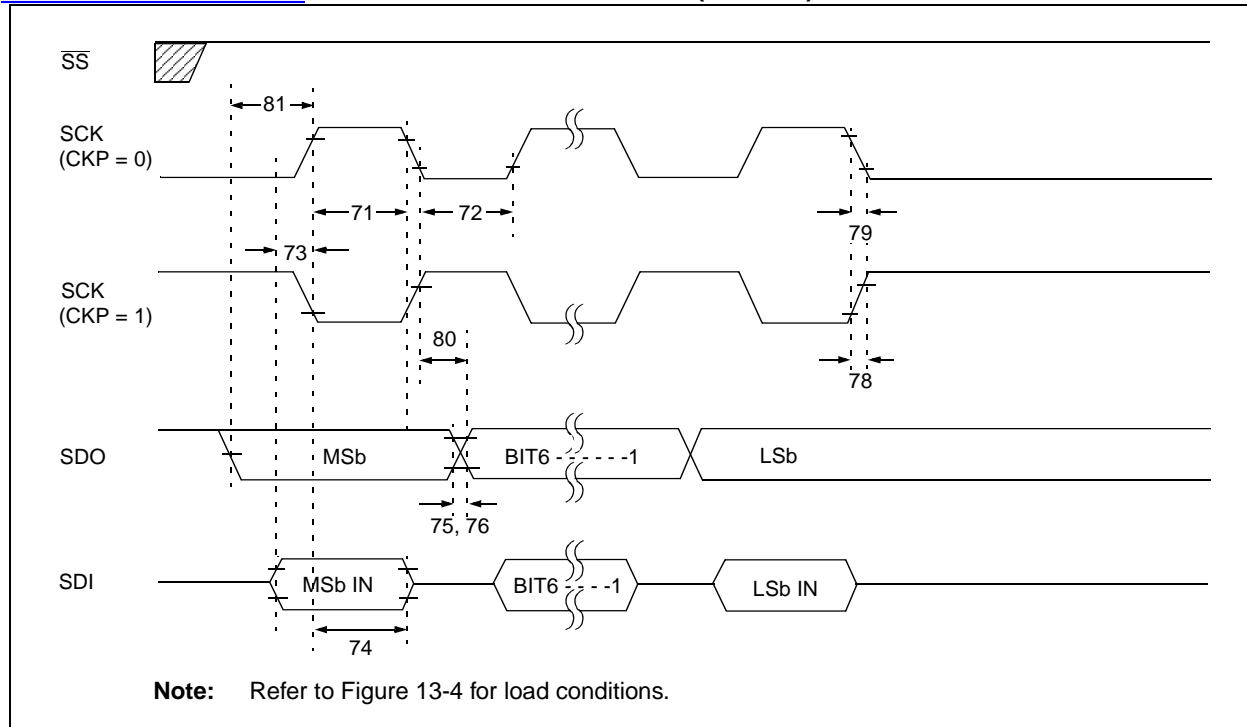 SS
81
SCK
(CKP = 0)
71
72
79
73
SCK
(CKP = 1)
80
78
SDO
MSb
BIT6 - - - - - -1
LSb
75, 76
SDI
MSb IN
BIT6 - - - -1
LSb IN
74
Note: Refer to Figure 13-4 for load conditions.